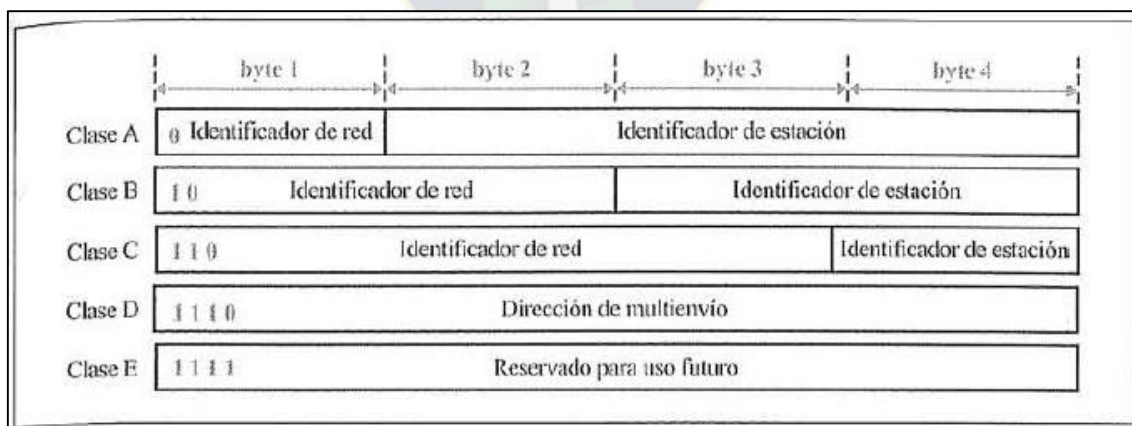 byte 1 byte 2 byte 3 byte 4
Clase A 0 Identificador de red Identificador de estación
Clase B 1 0 Identificador de red Identificador de estación
Clase C 1 1 0 Identificador de red Identificador de estación
Clase D 1 1 1 0 Dirección de multienvío
Clase E 1 1 1 1 Reservado para uso futuro